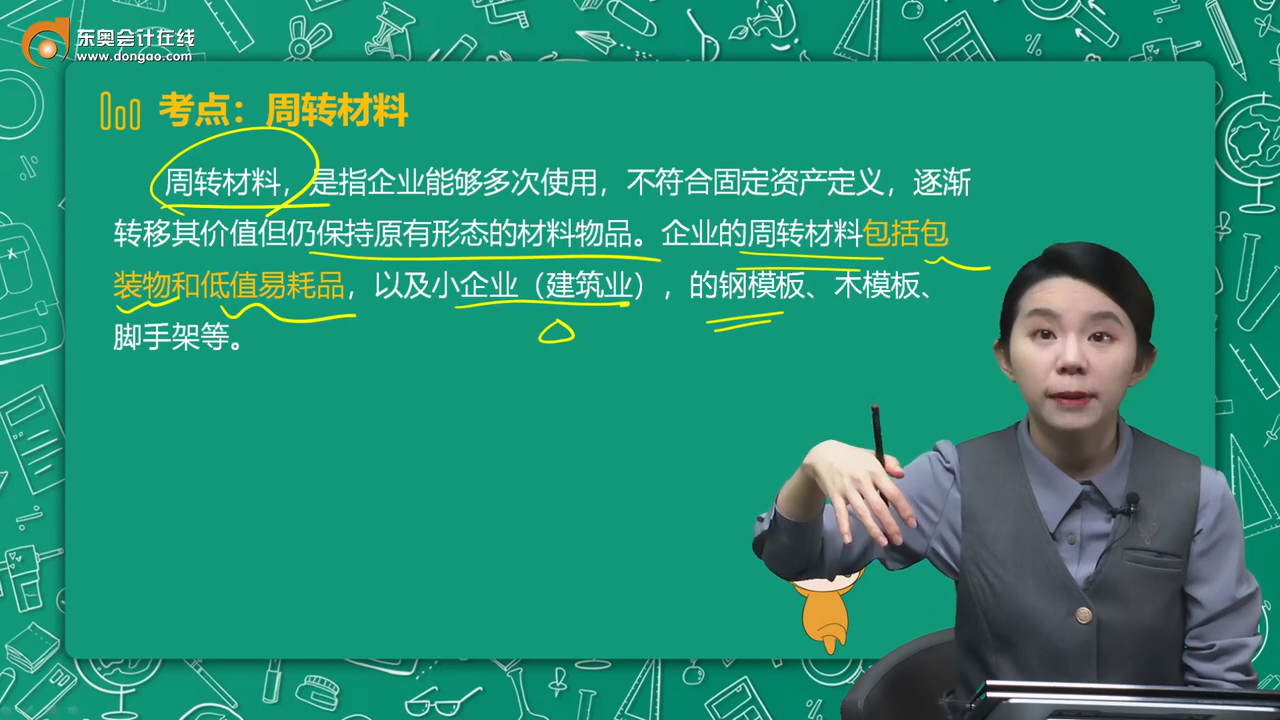 东奥会计在线
www.dongao.com
考点：周转材料
周转材料，是指企业能够多次使用，不符合固定资产定义，逐渐
转移其价值但仍保持原有形态的材料物品。企业的周转材料包括包
装物和低值易耗品，以及小企业（建筑业），的钢模板、木模板、
脚手架等。